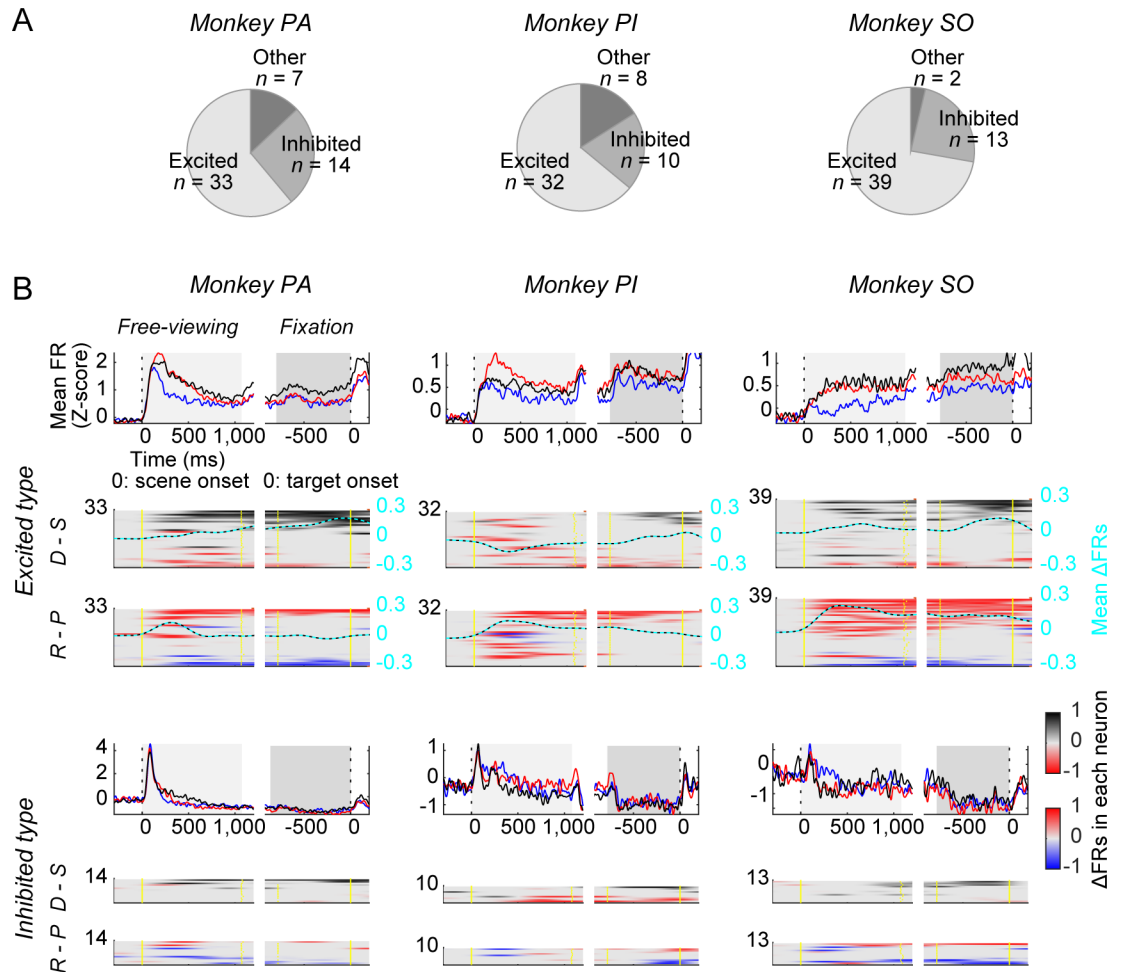 A
Monkey PA
Monkey PI
Monkey SO
Other
n = 7
Inhibited
n = 14
Excited
n = 33
Other
n = 8
Inhibited
n = 10
Excited
n = 32
Other
n = 2
Inhibited
n = 13
Excited
n = 39
B
Monkey PA
Monkey PI
Monkey SO
Free-viewing
Fixation
Mean FR
(Z-score)
2
1
0
1
0.5
0
1
0.5
0
0 500 1,000 -500 0
0 500 1,000 -500 0
0 500 1,000 -500 0
Time (ms)
0: scene onset
0: target onset
Excited type
D - S
33
0.3
0
-0.3
32
0.3
0
-0.3
39
0.3
0
-0.3
R - P
33
0.3
0
-0.3
32
0.3
0
-0.3
39
0.3
0
-0.3
Mean ΔFRs
Inhibited type
4
2
0
1
0
-1
0
-1
0 500 1,000 -500 0
0 500 1,000 -500 0
0 500 1,000 -500 0
D - S
14
10
13
R - P
14
10
13
1
0
-1
1
0
-1
ΔFRs in each neuron